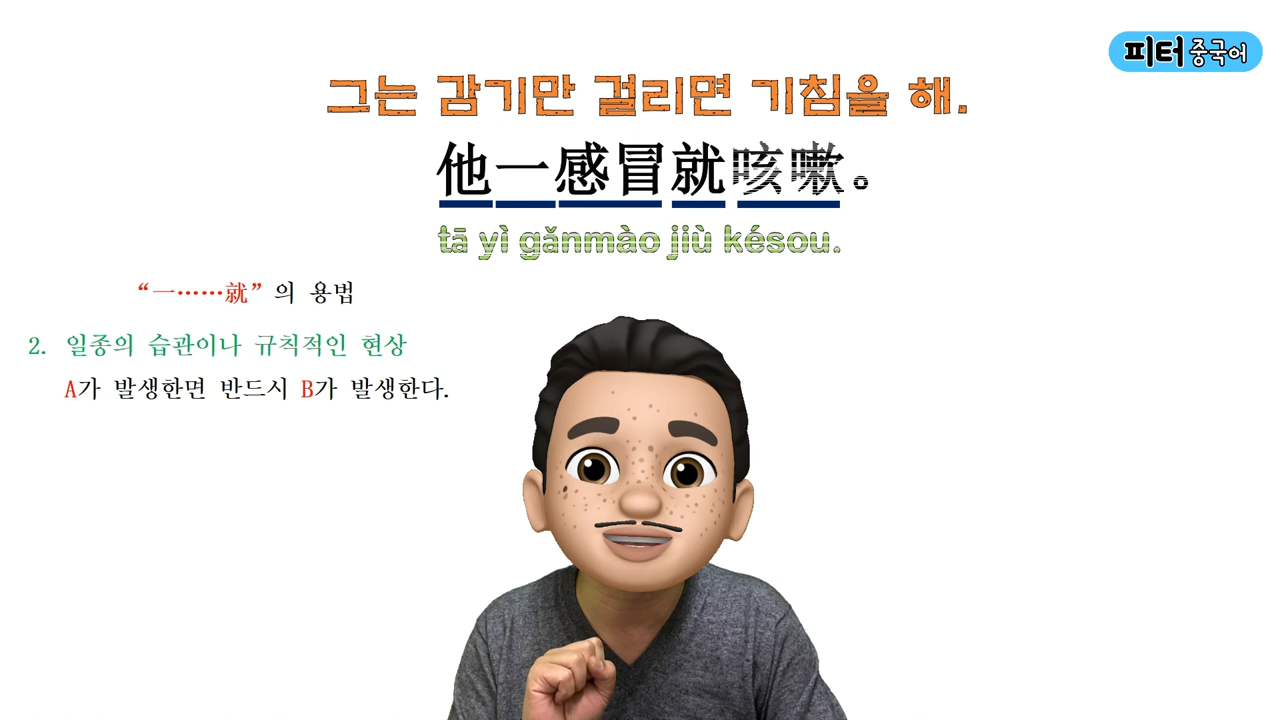 피터 중국어
그는 감기만 걸리면 기침을 해.
他一感冒就咳嗽。
tā yì gǎnmào jiù késou.
“一……就”의 용법
2. 일종의 습관이나 규칙적인 현상
A가 발생한면 반드시 B가 발생한다.